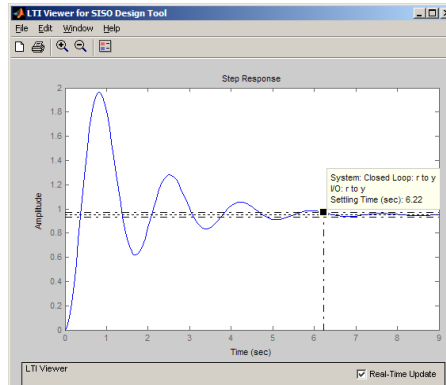 LTI Viewer for SISO Design Tool
File Edit Window Help
Step Response
2
1.8
1.6
1.4
1.2
1
0.8
0.6
0.4
0.2
0
Amplitude
System: Closed Loop: r to y
I/O: r to y
Settling Time (sec): 6.22
0 1 2 3 4 5 6 7 8 9
Time (sec)
LTI Viewer
Real-Time Update